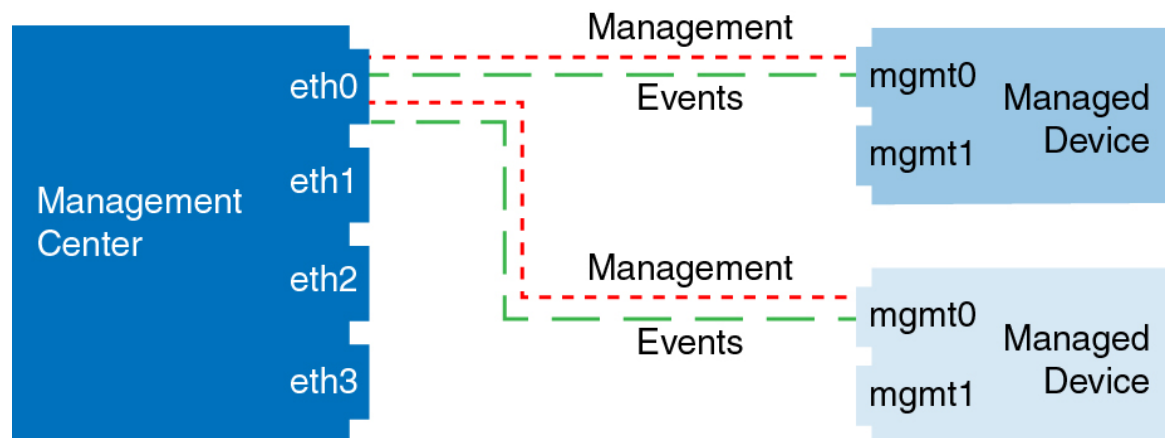 Management
Center
eth0
eth1
eth2
eth3
Management
Events
mgmt0
mgmt1
Managed
Device
Management
Events
mgmt0
mgmt1
Managed
Device